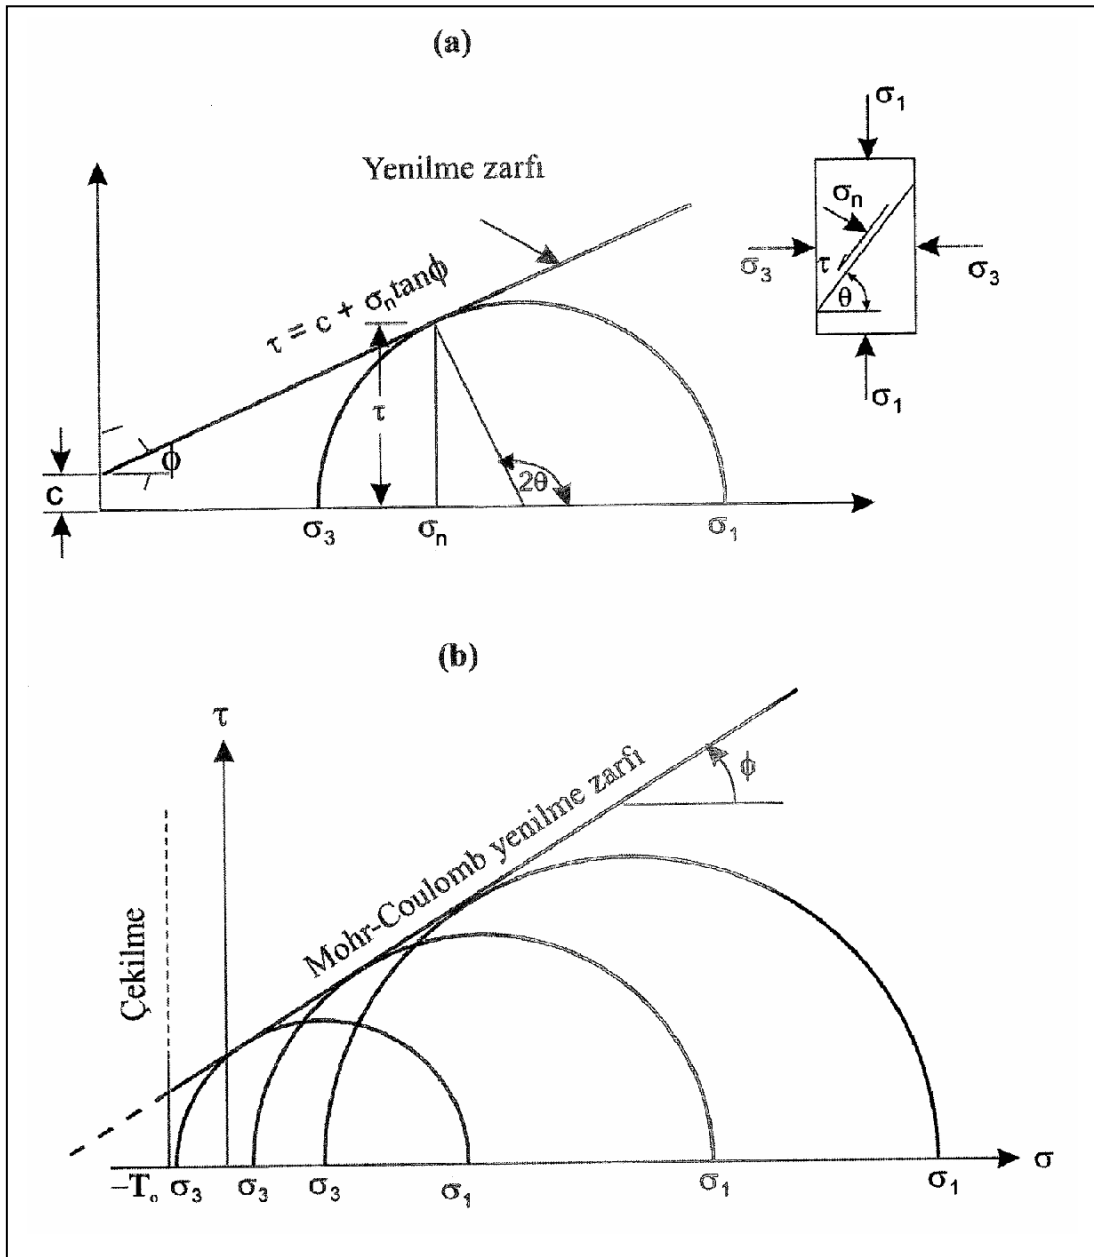 (a)
σ₁
Yenilme zarfı
σₙ
σ₃
τ
σ₃
θ
τ = c + σₙtanϕ
σ₁
τ
ϕ
c
2θ
σ₃
σₙ
σ₁
(b)
τ
Mohr-Coulomb yenilme zarfı
ϕ
Çekilme
−Tₒ
σ₃
σ₃
σ₃
σ₁
σ₁
σ₁
σ